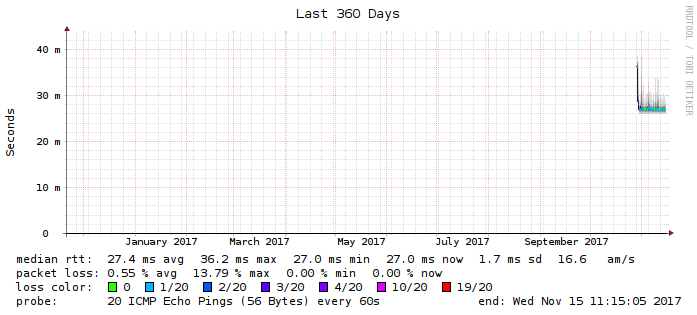 Last 360 Days
RRDTOOL / TOBI OETIKER
Seconds
40 m
30 m
20 m
10 m
0
January 2017 March 2017 May 2017 July 2017 September 2017
median rtt: 27.4 ms avg 36.2 ms max 27.0 ms min 27.0 ms now 1.7 ms sd 16.6 am/s
packet loss: 0.55 % avg 13.79 % max 0.00 % min 0.00 % now
loss color: 0 1/20 2/20 3/20 4/20 10/20 19/20
probe: 20 ICMP Echo Pings (56 Bytes) every 60s end: Wed Nov 15 11:15:05 2017